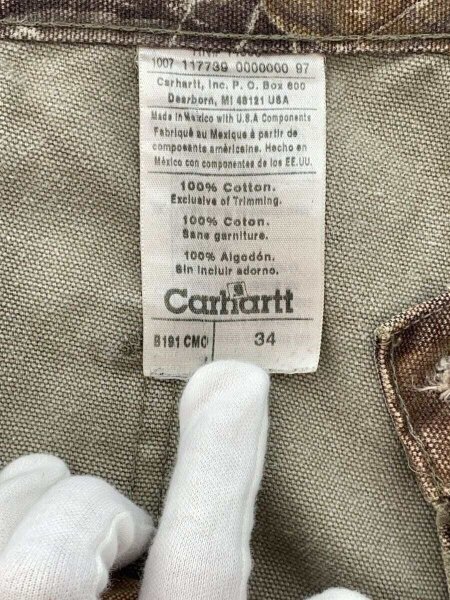 1007 117739 0000000 97
Carhartt, Inc. P. O. Box 600
Dearborn, MI 48121 USA
Made in Mexico with U.S.A Components
Fabriqué au Mexique à partir de
composants américaine. Hecho en
México con componentes de los EE.UU.
100% Cotton.
Exclusive of Trimming.
100% Coton.
Sans garniture.
100% Algodón.
Sin incluir adorno.
Carhartt
B191 CMO
34